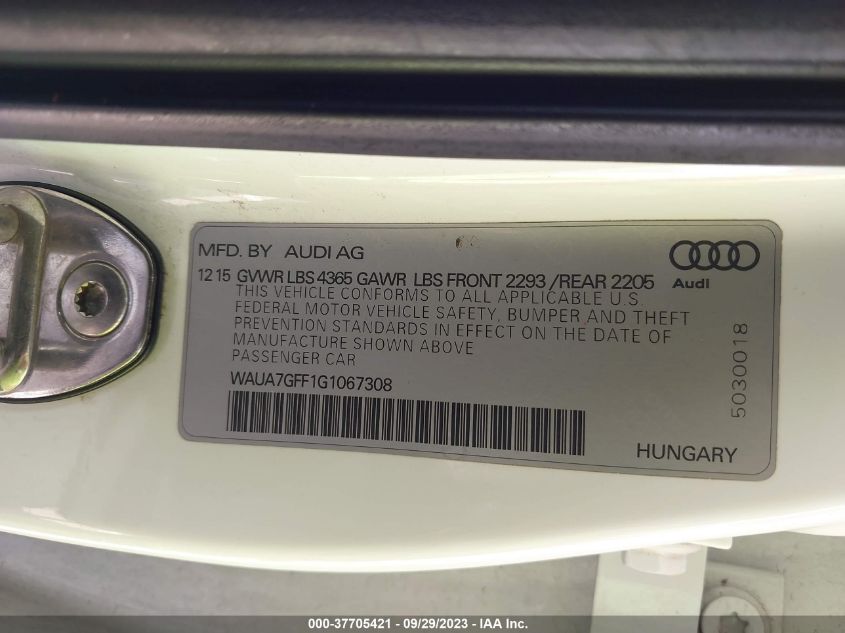 MFD. BY AUDI AG
Audi
12 15 GVWR LBS 4365 GAWR LBS FRONT 2293 / REAR 2205
THIS VEHICLE CONFORMS TO ALL APPLICABLE U.S.
FEDERAL MOTOR VEHICLE SAFETY, BUMPER AND THEFT
PREVENTION STANDARDS IN EFFECT ON THE DATE OF
MANUFACTURE SHOWN ABOVE
PASSENGER CAR
WAUA7GFF1G1067308
5030018
HUNGARY
000-37705421 - 09/29/2023 - IAA Inc.